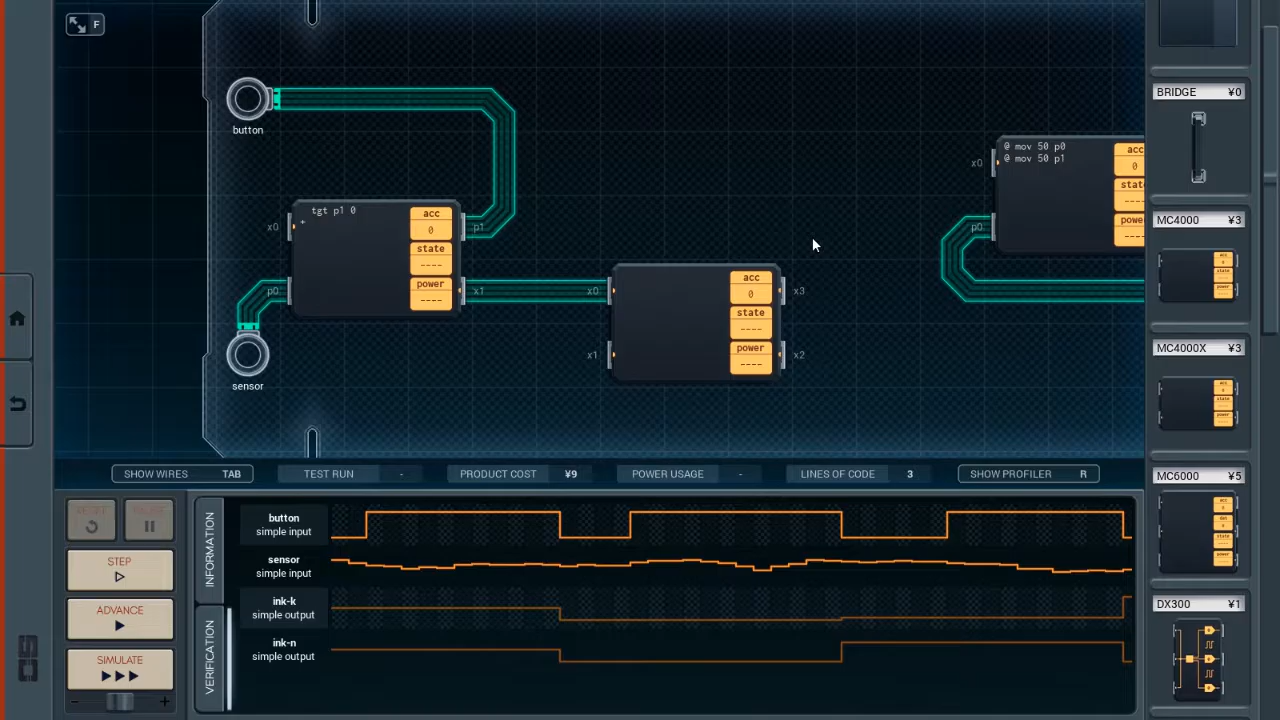 F
button
BRIDGE ¥0
@ mov 50 p0
@ mov 50 p1
x0
acc
0
state
----
power
----
p0
tgt p1 0
+
x0
p0
acc
0
state
----
power
----
p1
x1
sensor
x0
x1
acc
0
state
----
power
----
x3
x2
MC4000 ¥3
MC4000X ¥3
MC6000 ¥5
DX300 ¥1
SHOW WIRES TAB
TEST RUN -
PRODUCT COST ¥9
POWER USAGE -
LINES OF CODE 3
SHOW PROFILER R
RESET
PAUSE
STEP
ADVANCE
SIMULATE
- +
INFORMATION
VERIFICATION
button
simple input
sensor
simple input
ink-k
simple output
ink-n
simple output